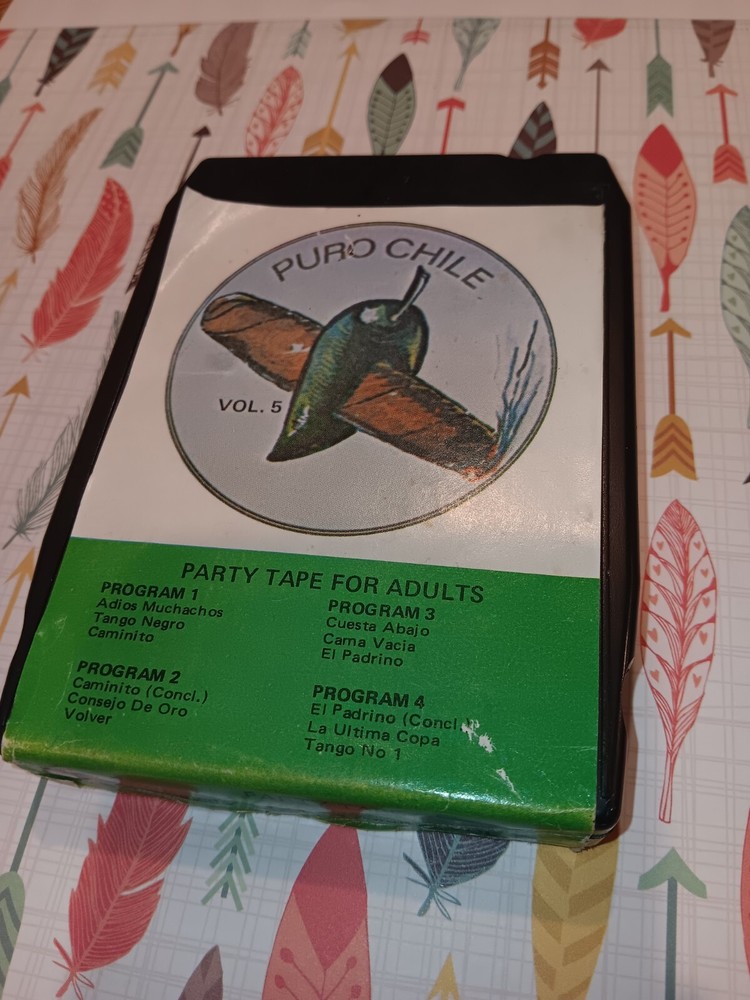 PURO CHILE
VOL. 5
PARTY TAPE FOR ADULTS
PROGRAM 1
Adios Muchachos
Tango Negro
Caminito
PROGRAM 2
Caminito (Concl.)
Consejo De Oro
Volver
PROGRAM 3
Cuesta Abajo
Cama Vacia
El Padrino
PROGRAM 4
El Padrino (Concl.)
La Ultima Copa
Tango No 1